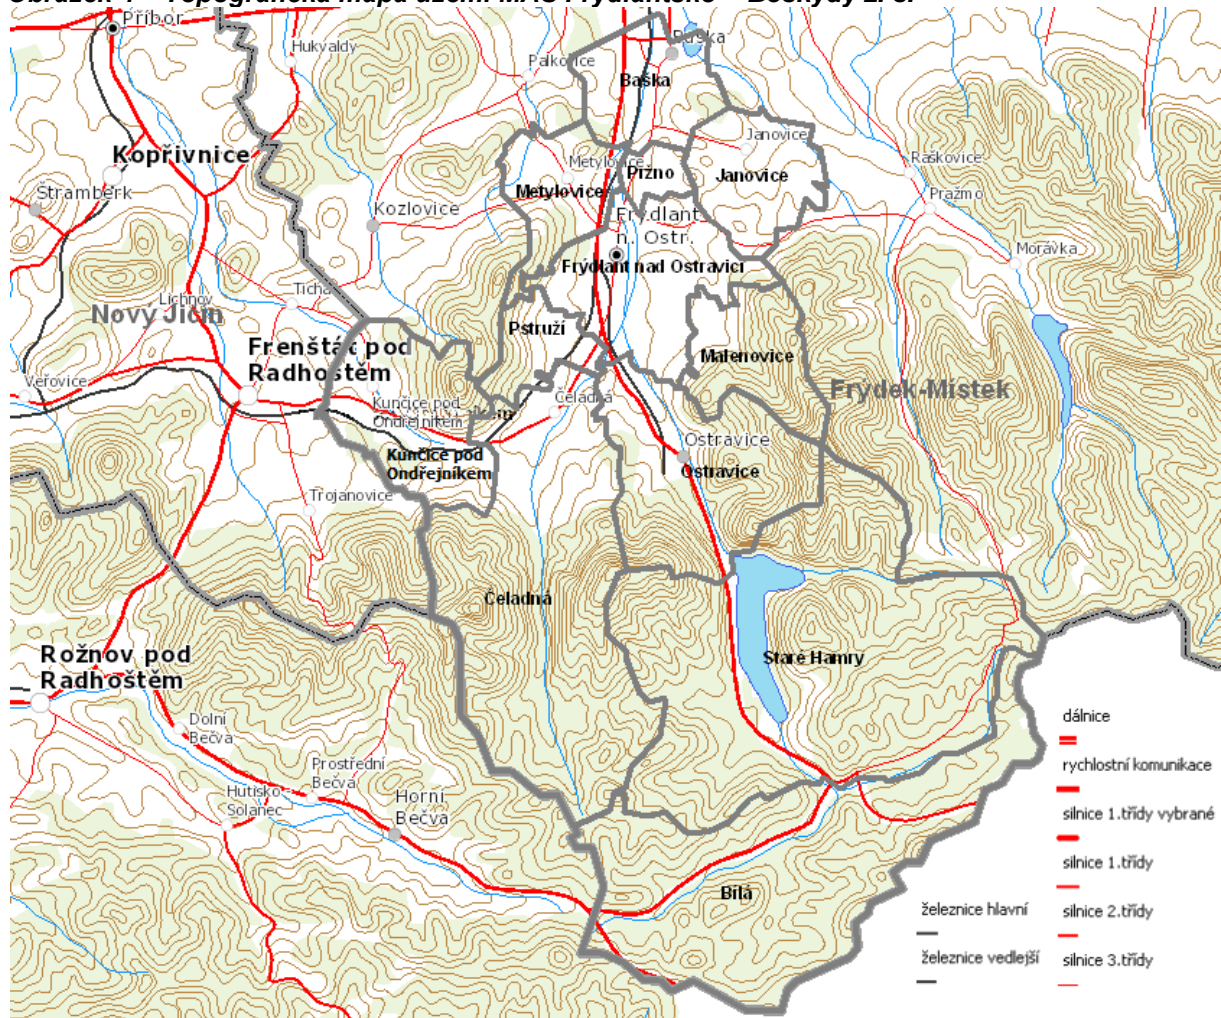 Příbor
Hukvaldy
Palkovice
Baška
Baška
Kopřivnice
Štramberk
Kozlovice
Metylovice
Metylovice
Pržno
Janovice
Janovice
Raškovice
Pražmo
Morávka
Frýdlant
n. Ostr.
Frýdlant nad Ostravicí
Lichnov
Tichá
Nový Jičín
Pstruží
Malenovice
Frenštát pod
Radhoštěm
Veřovice
Frýdek-Místek
Kunčice pod
Ondřejníkem
Čeladná
Kunčice pod
Ondřejníkem
Ostravice
Ostravice
Trojanovice
Čeladná
Staré Hamry
Rožnov pod
Radhoštěm
Dolní
Bečva
Prostřední
Bečva
Hutisko -
Solanec
Horní
Bečva
Bílá
dálnice
rychlostní komunikace
silnice 1.třídy vybrané
silnice 1.třídy
železnice hlavní
silnice 2.třídy
železnice vedlejší
silnice 3.třídy